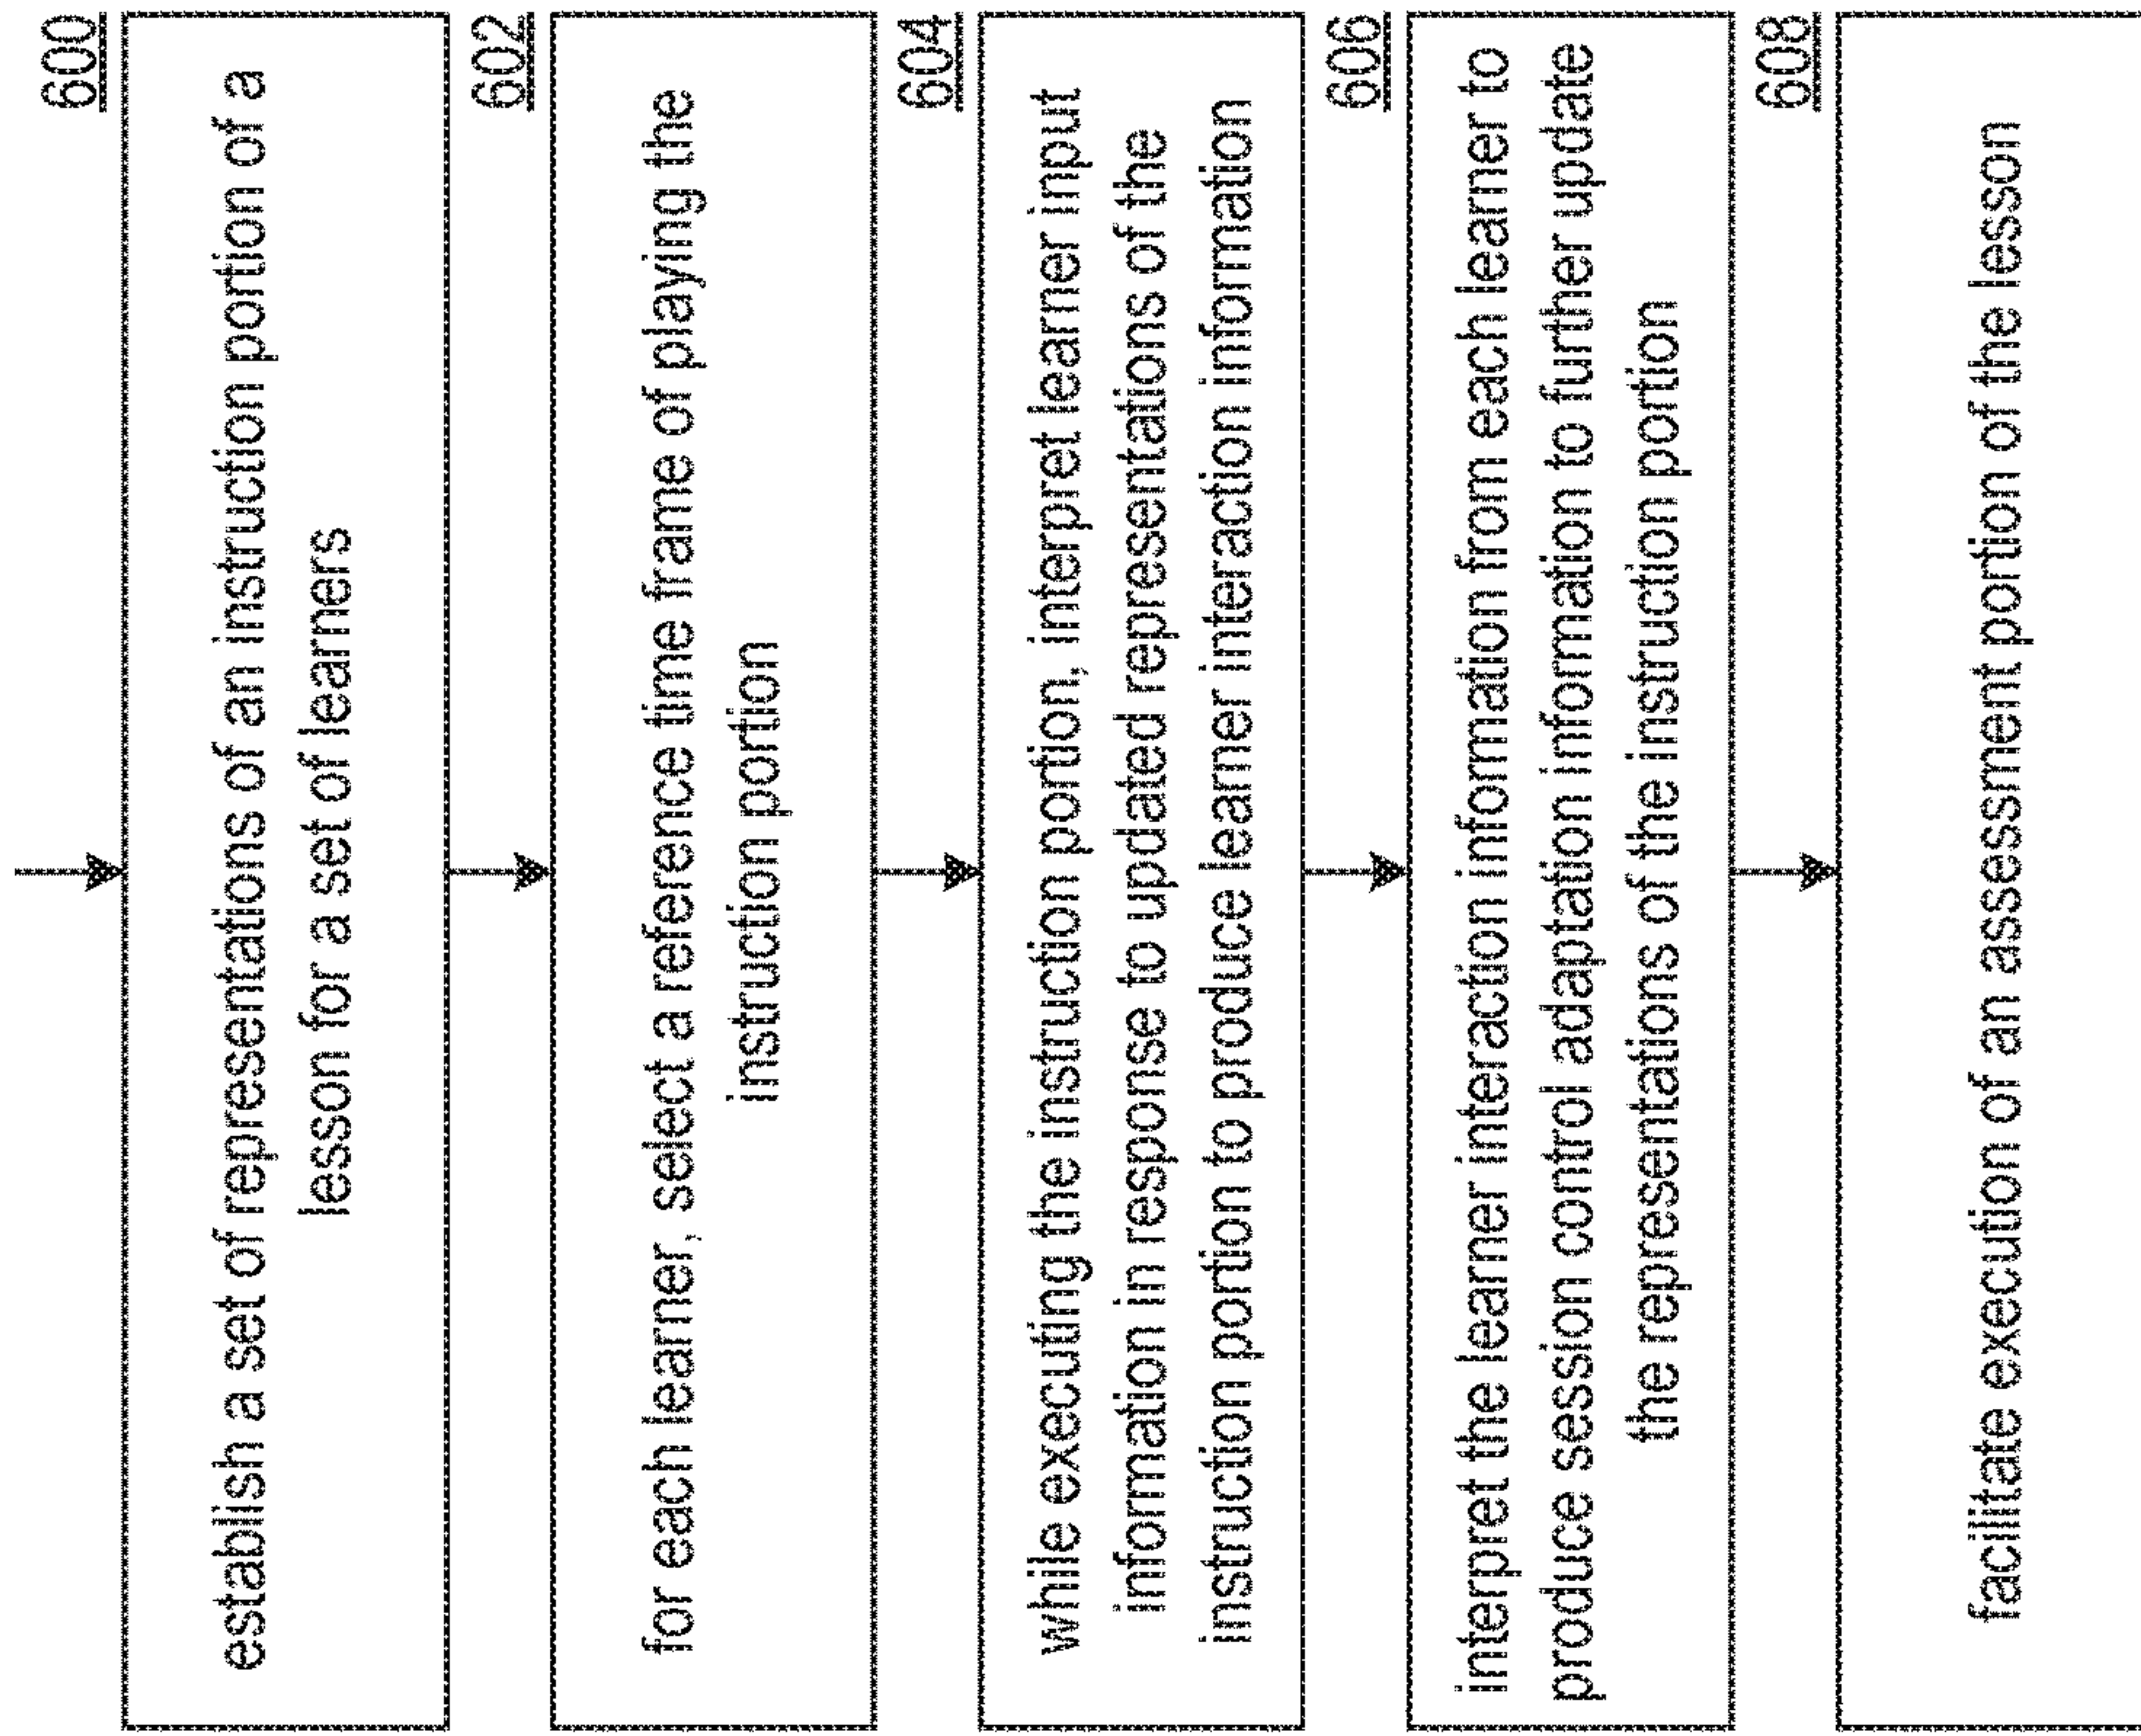 600
establish a set of representations of an instruction portion of a
lesson for a set of learners
602
for each learner, select a reference time frame of playing the
instruction portion
604
while executing the instruction portion, interpret learner input
information in response to updated representations of the
instruction portion to produce learner interaction information
606
interpret the learner interaction information from each learner to
produce session control adaptation information to further update
the representations of the instruction portion
608
facilitate execution of an assessment portion of the lesson